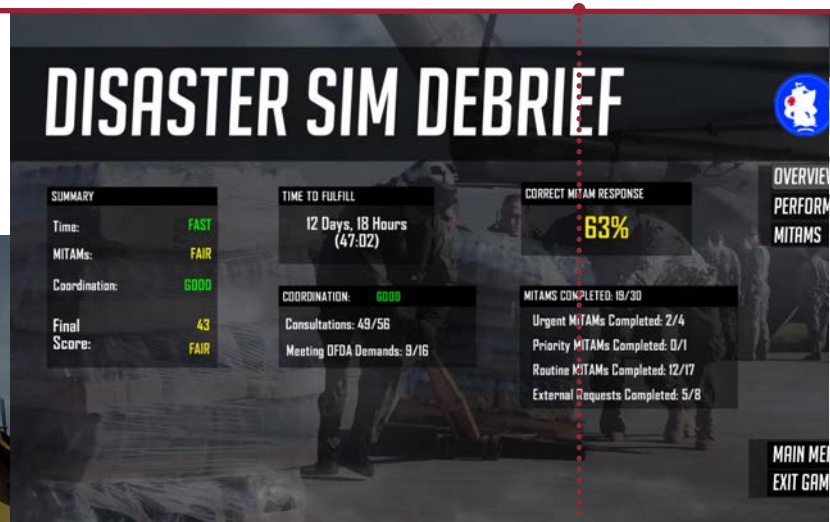 DISASTER SIM DEBRIEF
SUMMARY
Time: FAST
MITAMs: FAIR
Coordination: GOOD
Final Score: 43
FAIR
TIME TO FULFILL
12 Days, 18 Hours
(47:02)
COORDINATION: GOOD
Consultations: 49/56
Meeting OFDA Demands: 9/16
CORRECT MITAM RESPONSE
63%
MITAMS COMPLETED: 19/30
Urgent MITAMs Completed: 2/4
Priority MITAMs Completed: 0/1
Routine MITAMs Completed: 12/17
External Requests Completed: 5/8
OVERVIEW
PERFORM
MITAMS
MAIN MEN
EXIT GAM